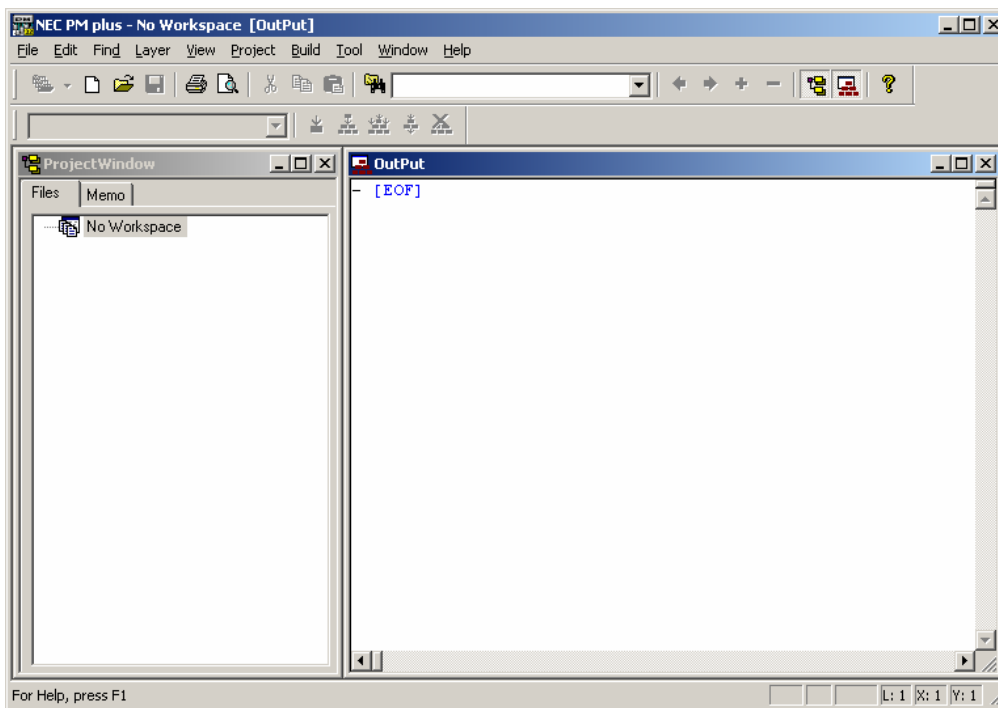 NEC PM plus - No Workspace [OutPut]
File Edit Find Layer View Project Build Tool Window Help
ProjectWindow
Files Memo
No Workspace
OutPut
- [EOF]
For Help, press F1
L: 1 X: 1 Y: 1